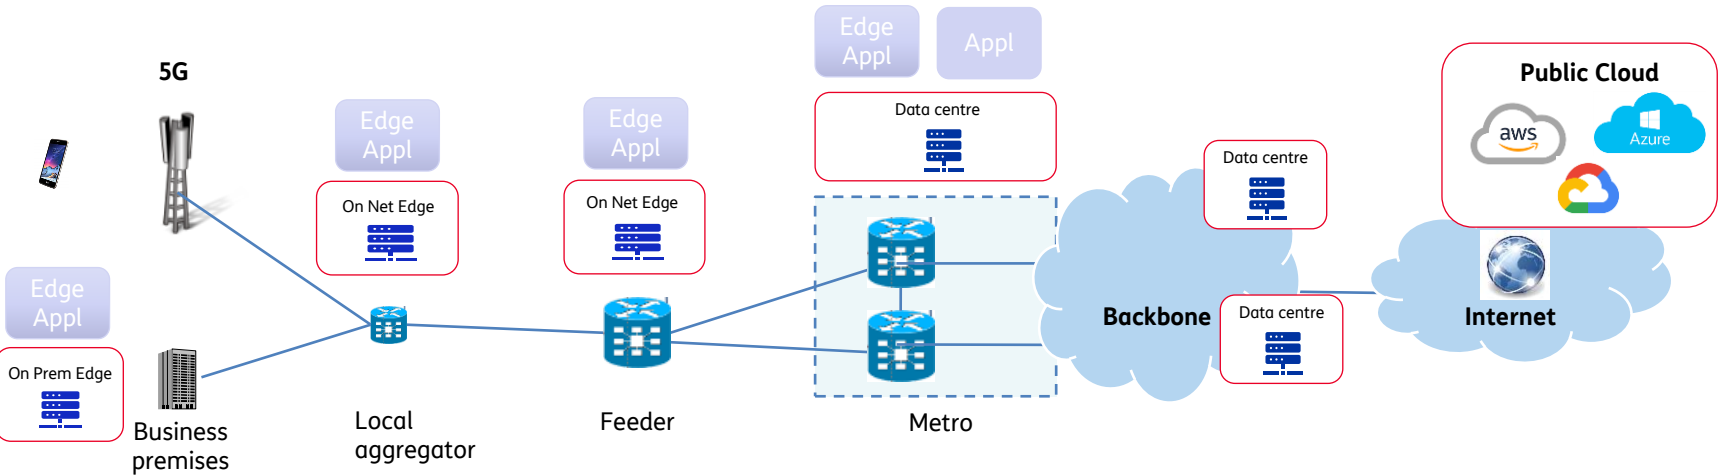 5G
Edge
Appl
On Prem Edge
Business
premises
Edge
Appl
On Net Edge
Local
aggregator
Edge
Appl
On Net Edge
Feeder
Edge
Appl
Appl
Data centre
Metro
Data centre
Backbone
Data centre
Public Cloud
aws
Azure
Internet